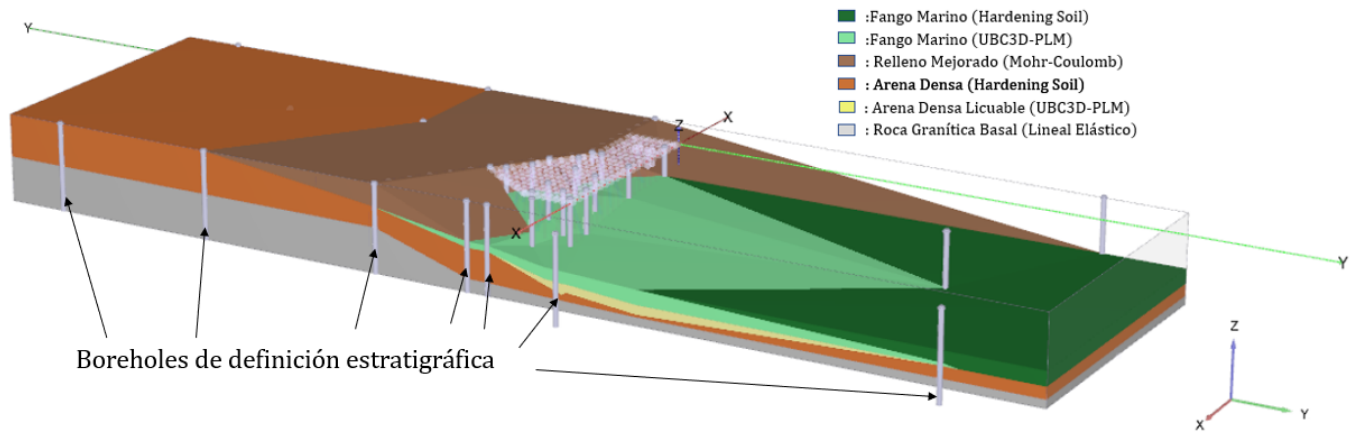 :Fango Marino (Hardening Soil)
:Fango Marino (UBC3D-PLM)
: Relleno Mejorado (Mohr-Coulomb)
: Arena Densa (Hardening Soil)
: Arena Densa Licuable (UBC3D-PLM)
: Roca Granítica Basal (Lineal Elástico)
Y
Z
X
X
Y
Boreholes de definición estratigráfica
Z
Y
X